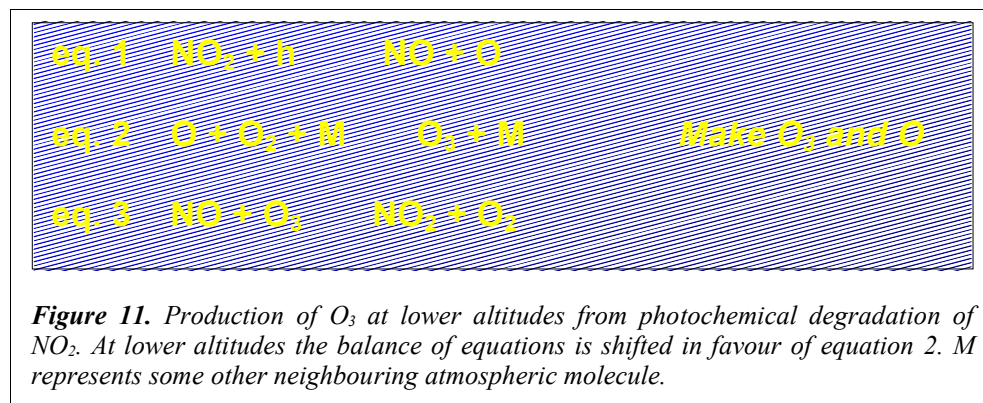 eq. 1 NO₂ + h NO + O
eq. 2 O + O₂ + M O₃ + M Make O₃ and O
eq. 3 NO + O₃ NO₂ + O₂
Figure 11. Production of O₃ at lower altitudes from photochemical degradation of
NO₂. At lower altitudes the balance of equations is shifted in favour of equation 2. M
represents some other neighbouring atmospheric molecule.